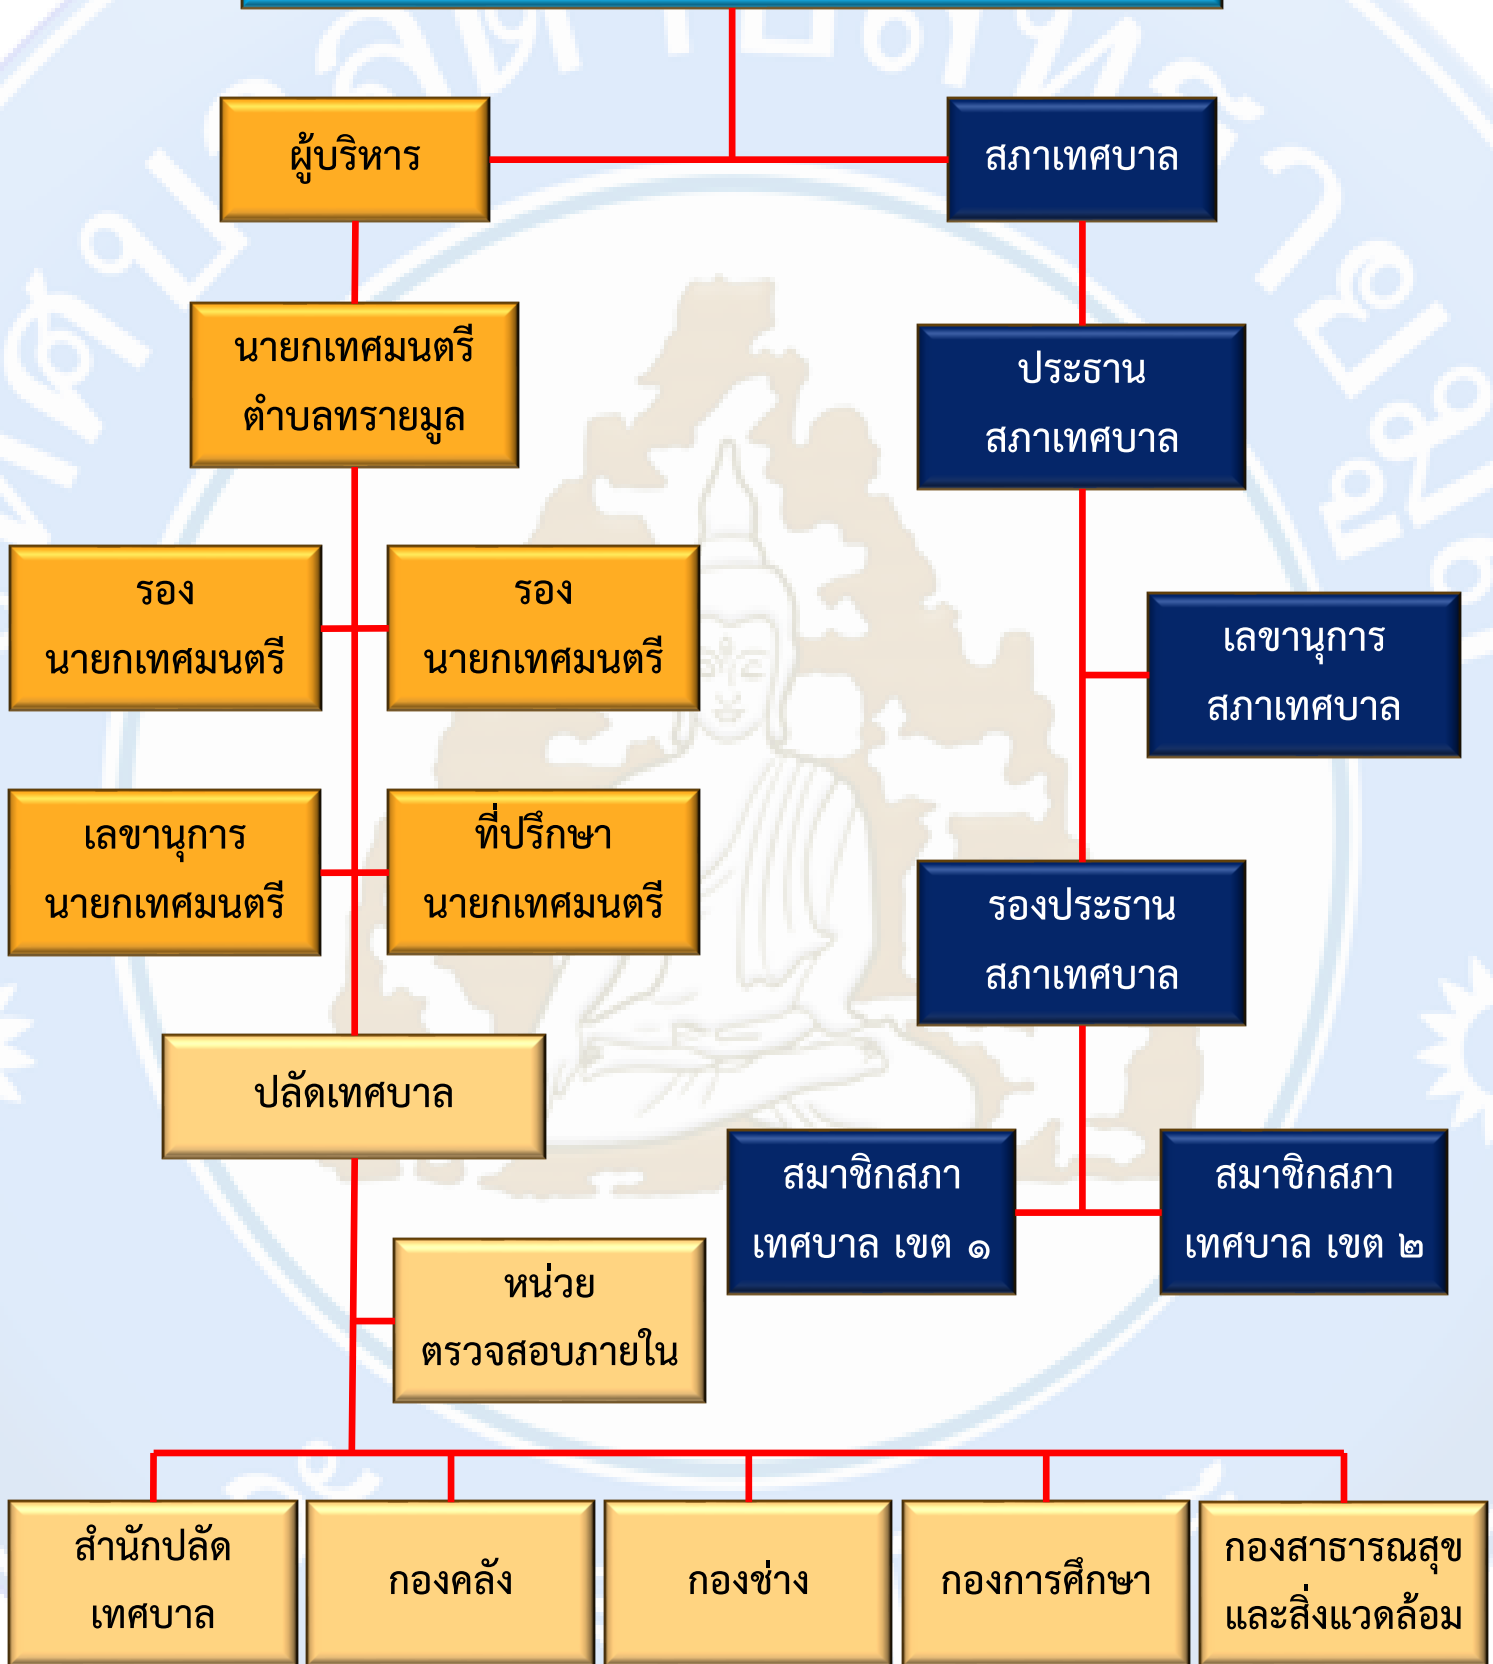 ผู้บริหาร
สภาเทศบาล
นายกเทศมนตรี
ตำบลทรายมูล
ประธาน
สภาเทศบาล
รอง
นายกเทศมนตรี
รอง
นายกเทศมนตรี
เลขานุการ
สภาเทศบาล
เลขานุการ
นายกเทศมนตรี
ที่ปรึกษา
นายกเทศมนตรี
รองประธาน
สภาเทศบาล
ปลัดเทศบาล
สมาชิกสภา
เทศบาล เขต ๑
สมาชิกสภา
เทศบาล เขต ๒
หน่วย
ตรวจสอบภายใน
สำนักปลัด
เทศบาล
กองคลัง
กองช่าง
กองการศึกษา
กองสาธารณสุข
และสิ่งแวดล้อม